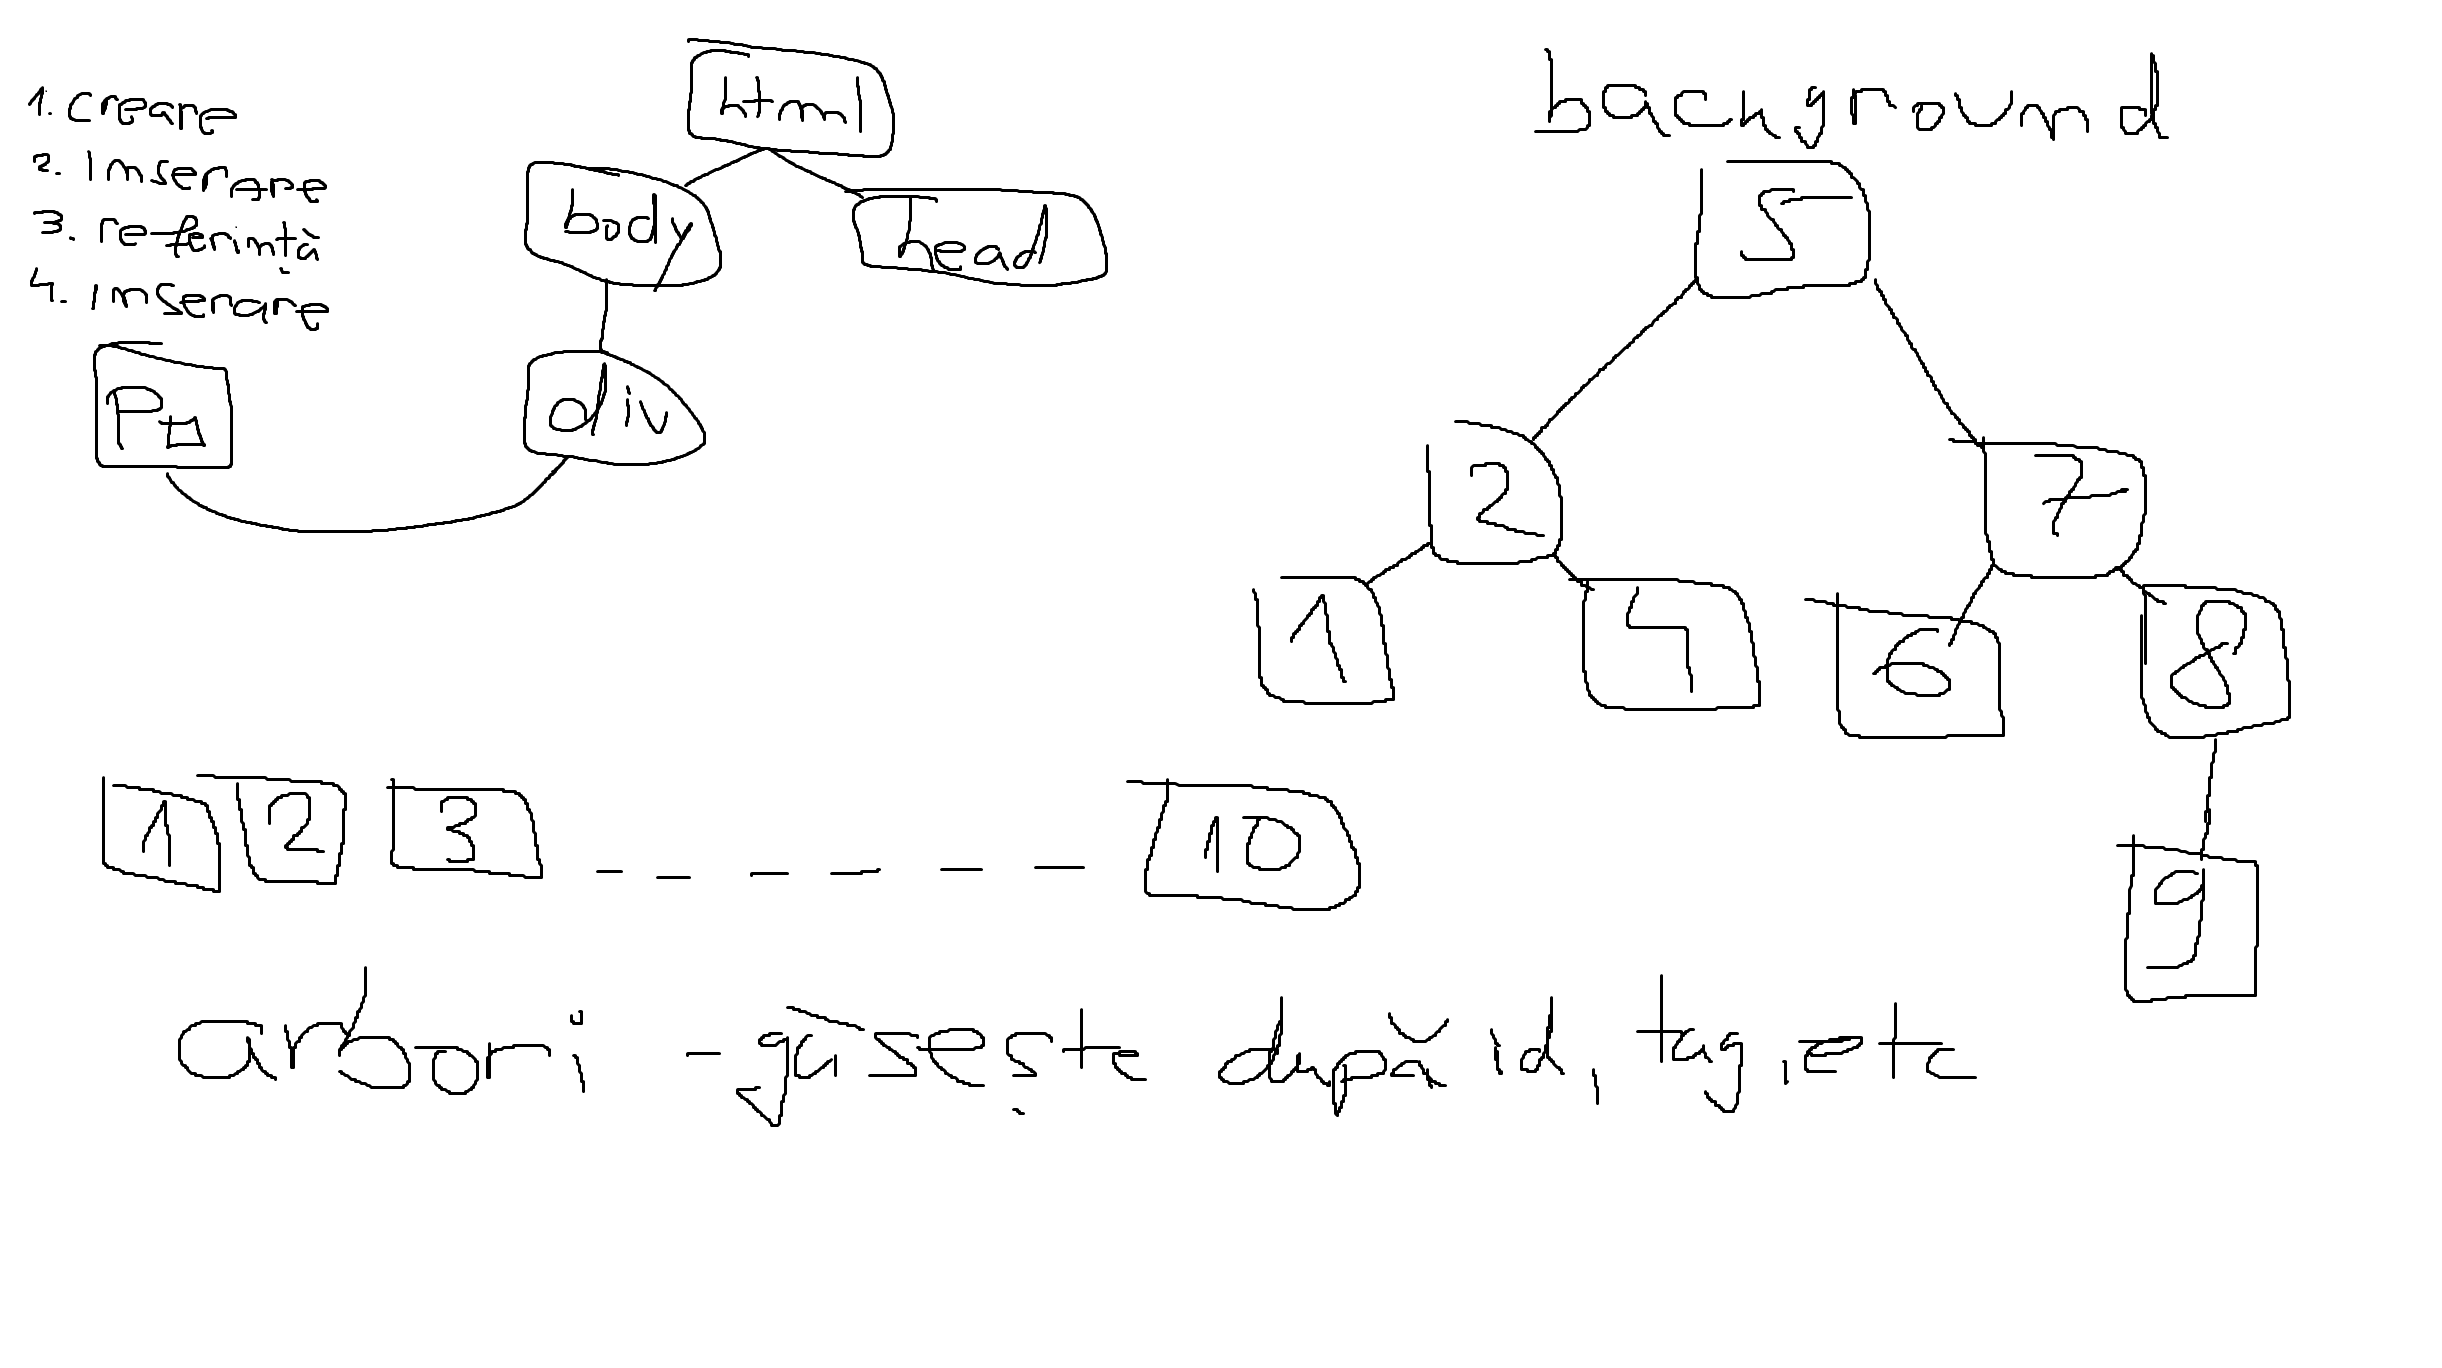 1. creare
2. Inserare
3. referință
4. Inserare
html
body
head
div
P
background
5
2
7
1
4
6
8
9
1 2 3 - - - - - - 10
arbori - găsește după id, tag, etc